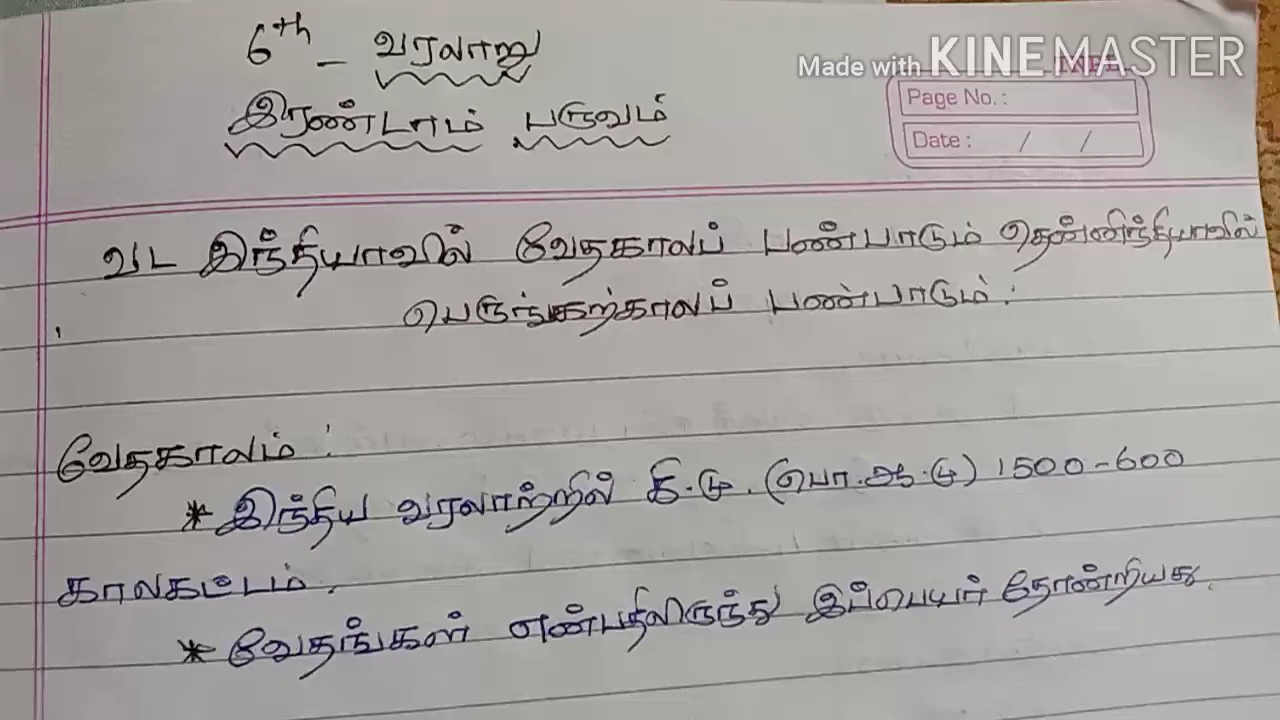 6th - வரலாறு
Made with KINEMASTER
இரண்டாம் பருவம்
Page No. :
Date : / /
வட இந்தியாவில் வேதகாலப் பண்பாடும் தென்னிந்தியாவில்
பெருங்கற்காலப் பண்பாடும் :
வேதகாலம் :
* இந்திய வரலாற்றில் கி.மு. (பொ.ஆ.மு) 1500-600
காலகட்டம்.
* வேதங்கள் என்பதிலிருந்து இப்பெயர் தோன்றியது.